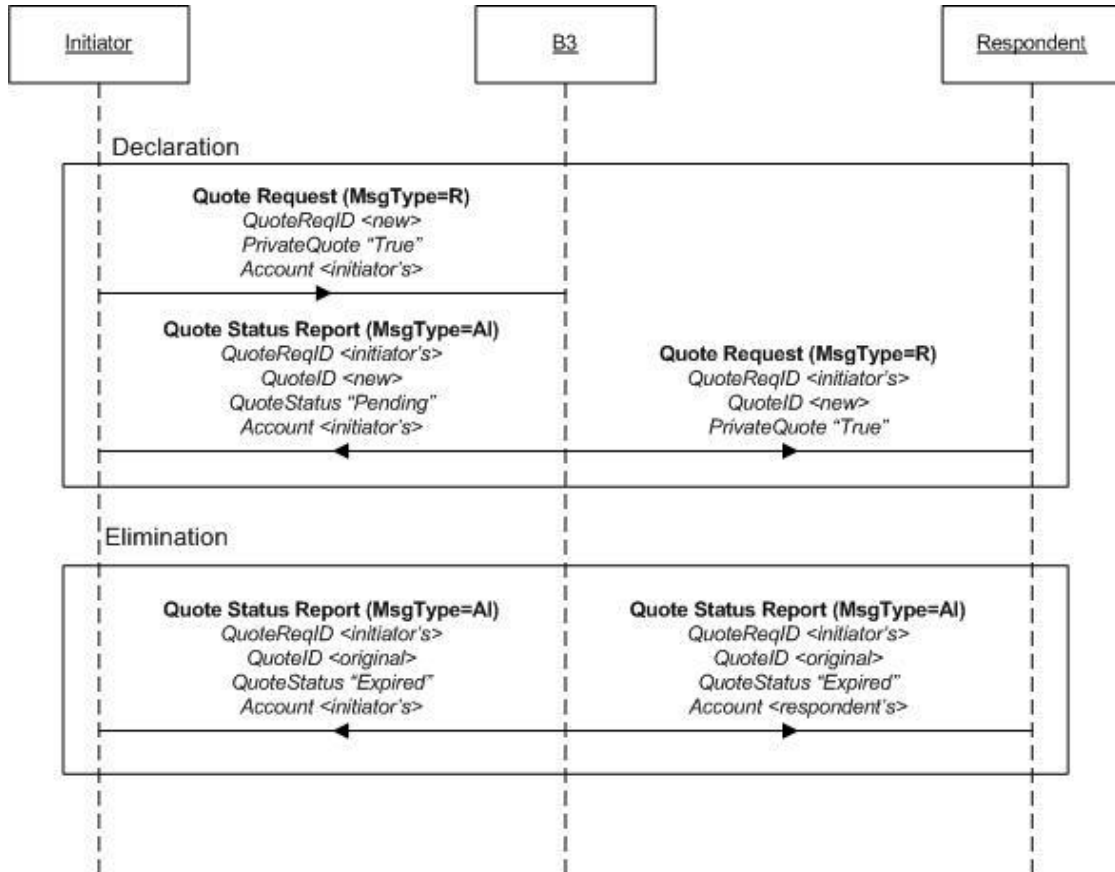 Initiator
B3
Respondent
Declaration
Quote Request (MsgType=R)
QuoteReqID <new>
PrivateQuote “True”
Account <initiator’s>
Quote Status Report (MsgType=AI)
QuoteReqID <initiator’s>
QuoteID <new>
QuoteStatus “Pending”
Account <initiator’s>
Quote Request (MsgType=R)
QuoteReqID <initiator’s>
QuoteID <new>
PrivateQuote “True”
Elimination
Quote Status Report (MsgType=AI)
QuoteReqID <initiator’s>
QuoteID <original>
QuoteStatus “Expired”
Account <initiator’s>
Quote Status Report (MsgType=AI)
QuoteReqID <initiator’s>
QuoteID <original>
QuoteStatus “Expired”
Account <respondent’s>